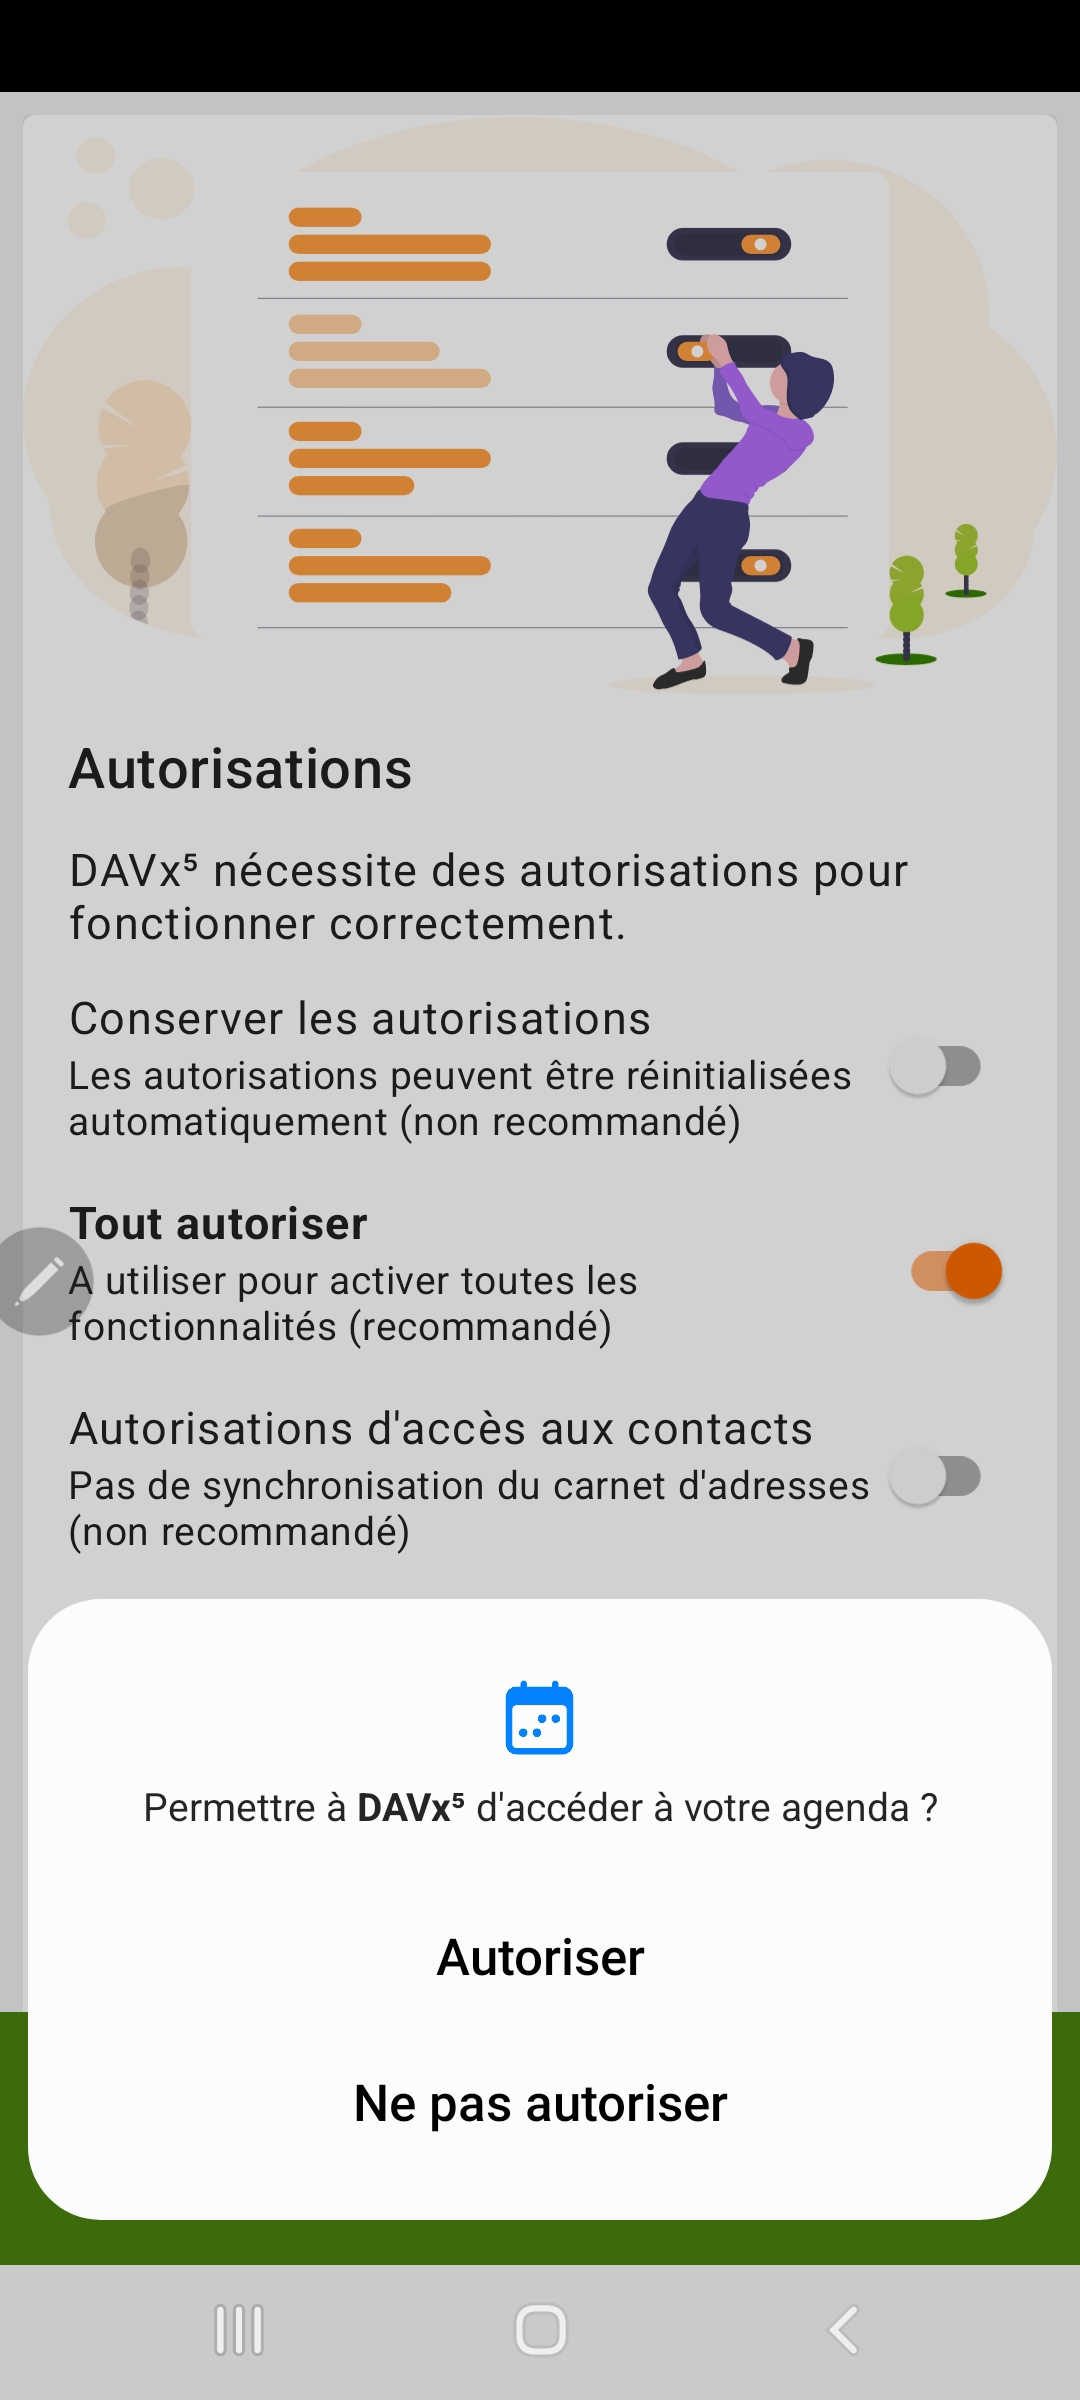 Autorisations
DAVx⁵ nécessite des autorisations pour
fonctionner correctement.
Conserver les autorisations
Les autorisations peuvent être réinitialisées
automatiquement (non recommandé)
Tout autoriser
A utiliser pour activer toutes les
fonctionnalités (recommandé)
Autorisations d'accès aux contacts
Pas de synchronisation du carnet d'adresses
(non recommandé)
Permettre à DAVx⁵ d'accéder à votre agenda ?
Autoriser
Ne pas autoriser